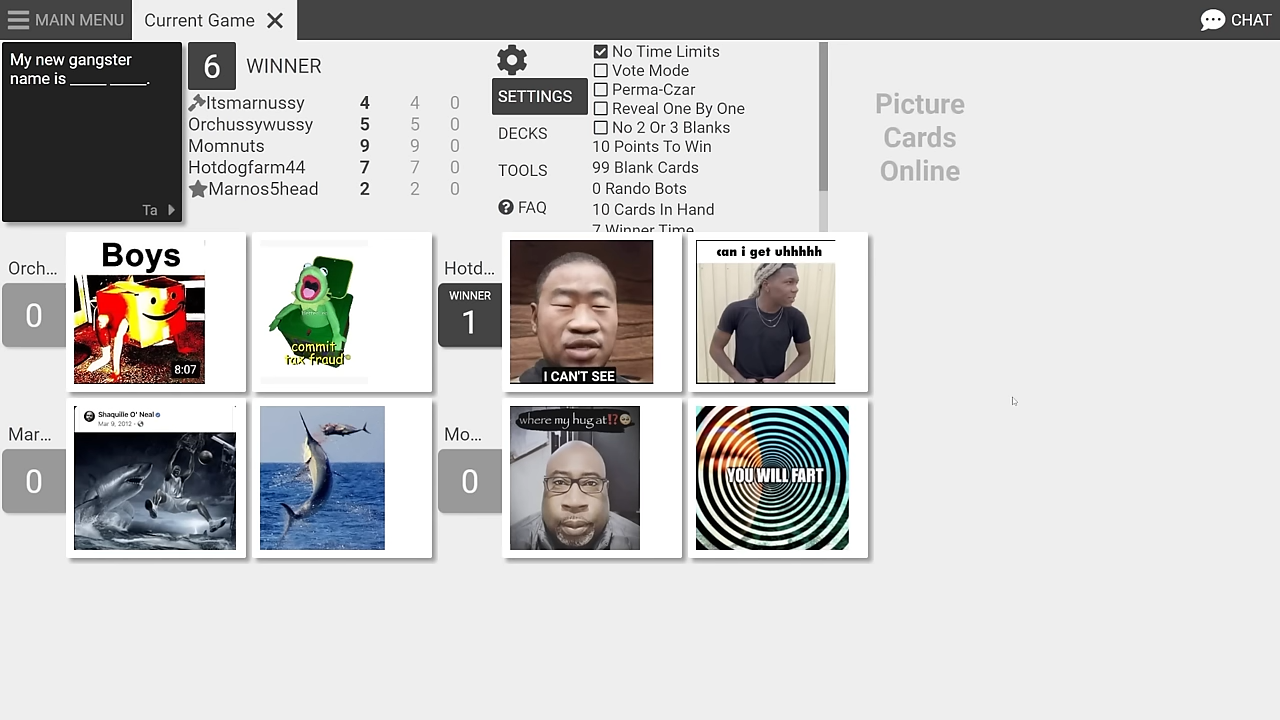 MAIN MENU
Current Game
CHAT
My new gangster
name is _____ _____.
Ta
6 WINNER
Itsmarnussy 4 4 0
Orchussywussy 5 5 0
Momnuts 9 9 0
Hotdogfarm44 7 7 0
Marnos5head 2 2 0
SETTINGS
DECKS
TOOLS
FAQ
No Time Limits
Vote Mode
Perma-Czar
Reveal One By One
No 2 Or 3 Blanks
10 Points To Win
99 Blank Cards
0 Rando Bots
10 Cards In Hand
7 Winner Time
Picture
Cards
Online
Orch...
0
Boys
8:07
commit
tax fraud
Hotd...
WINNER
1
I CAN'T SEE
can i get uhhhhh
Mar...
0
Shaquille O' Neal
Mar 9, 2012
Mo...
0
where my hug at⁉️🥺
YOU WILL FART